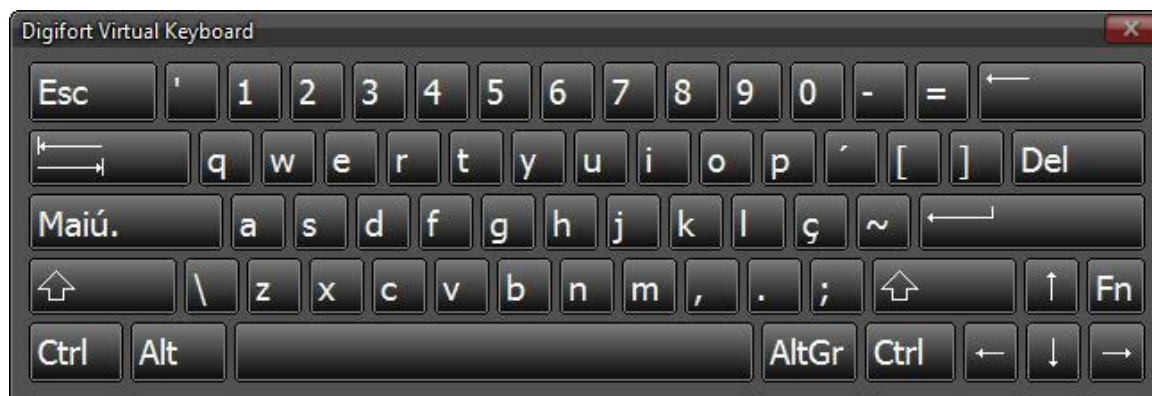 Digifort Virtual Keyboard
Esc ' 1 2 3 4 5 6 7 8 9 0 - =
q w e r t y u i o p ´ [ ] Del
Maiú. a s d f g h j k l ç ~
\ z x c v b n m , . ; Fn
Ctrl Alt AltGr Ctrl